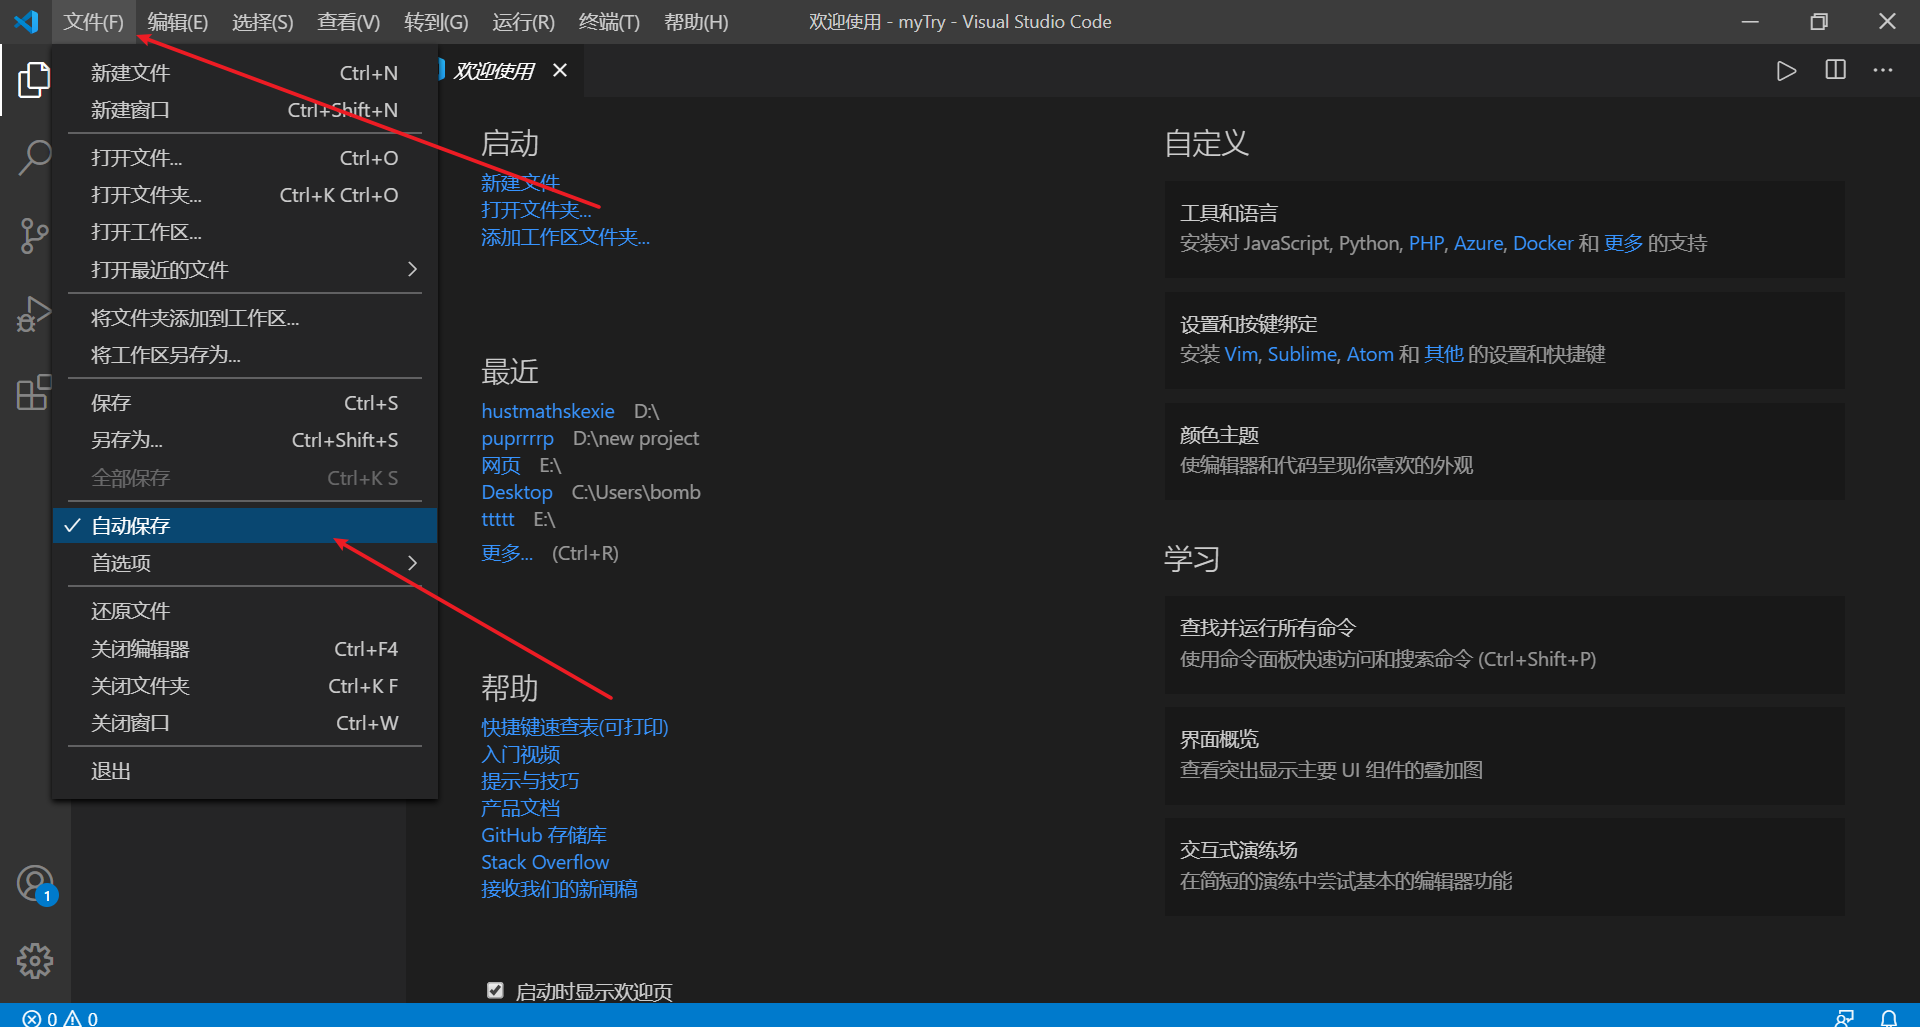 文件(F) 编辑(E) 选择(S) 查看(V) 转到(G) 运行(R) 终端(T) 帮助(H) 欢迎使用 - myTry - Visual Studio Code
新建文件 Ctrl+N
新建窗口 Ctrl+Shift+N
打开文件... Ctrl+O
打开文件夹... Ctrl+K Ctrl+O
打开工作区...
打开最近的文件
将文件夹添加到工作区...
将工作区另存为...
保存 Ctrl+S
另存为... Ctrl+Shift+S
全部保存 Ctrl+K S
自动保存
首选项
还原文件
关闭编辑器 Ctrl+F4
关闭文件夹 Ctrl+K F
关闭窗口 Ctrl+W
退出
1
欢迎使用
启动
新建文件
打开文件夹...
添加工作区文件夹...
最近
hustmathskexie D:\
puprrrrp D:\new project
网页 E:\
Desktop C:\Users\bomb
ttttt E:\
更多... (Ctrl+R)
帮助
快捷键速查表(可打印)
入门视频
提示与技巧
产品文档
GitHub 存储库
Stack Overflow
接收我们的新闻稿
启动时显示欢迎页
自定义
工具和语言
安装对 JavaScript, Python, PHP, Azure, Docker 和 更多 的支持
设置和按键绑定
安装 Vim, Sublime, Atom 和 其他 的设置和快捷键
颜色主题
使编辑器和代码呈现你喜欢的外观
学习
查找并运行所有命令
使用命令面板快速访问和搜索命令 (Ctrl+Shift+P)
界面概览
查看突出显示主要 UI 组件的叠加图
交互式演练场
在简短的演练中尝试基本的编辑器功能
0 0